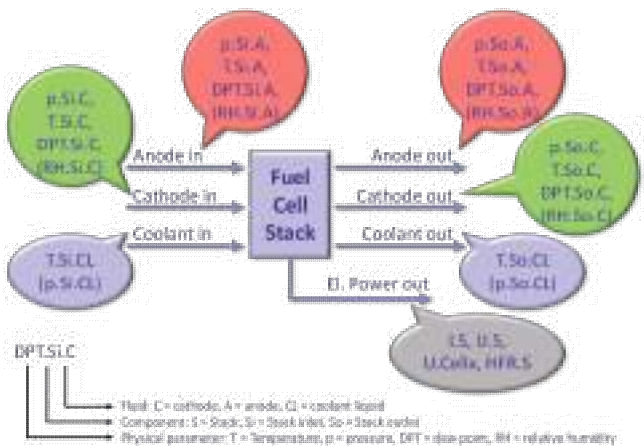 p.Si.A,
T.Si.A,
DPT.Si.A,
(RH.Si.A)
p.So.A,
T.So.A,
DPT.So.A,
(RH.So.A)
p.Si.C,
T.Si.C,
DPT.Si.C,
(RH.Si.C)
p.So.C,
T.So.C,
DPT.So.C,
(RH.So.C)
Anode in
Anode out
Cathode in
Cathode out
Coolant in
Coolant out
Fuel
Cell
Stack
T.Si.CL
(p.Si.CL)
T.So.CL
(p.So.CL)
El. Power out
I.S, U.S,
U.Cells, HFR.S
DPT.Si.C
Fluid: C = cathode, A = anode, CL = coolant liquid
Component: S = Stack, Si = Stack inlet, So = Stack outlet
Physical parameter: T = Temperature, p = pressure, DPT = dew point, RH = relative humidity